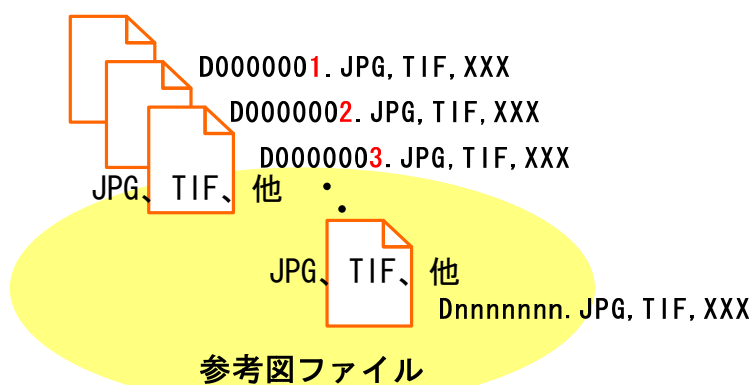 D0000001.JPG,TIF,XXX
D0000002.JPG,TIF,XXX
D0000003.JPG,TIF,XXX
JPG、TIF、他
・
・
JPG、TIF、他
Dnnnnnnn.JPG,TIF,XXX
参考図ファイル